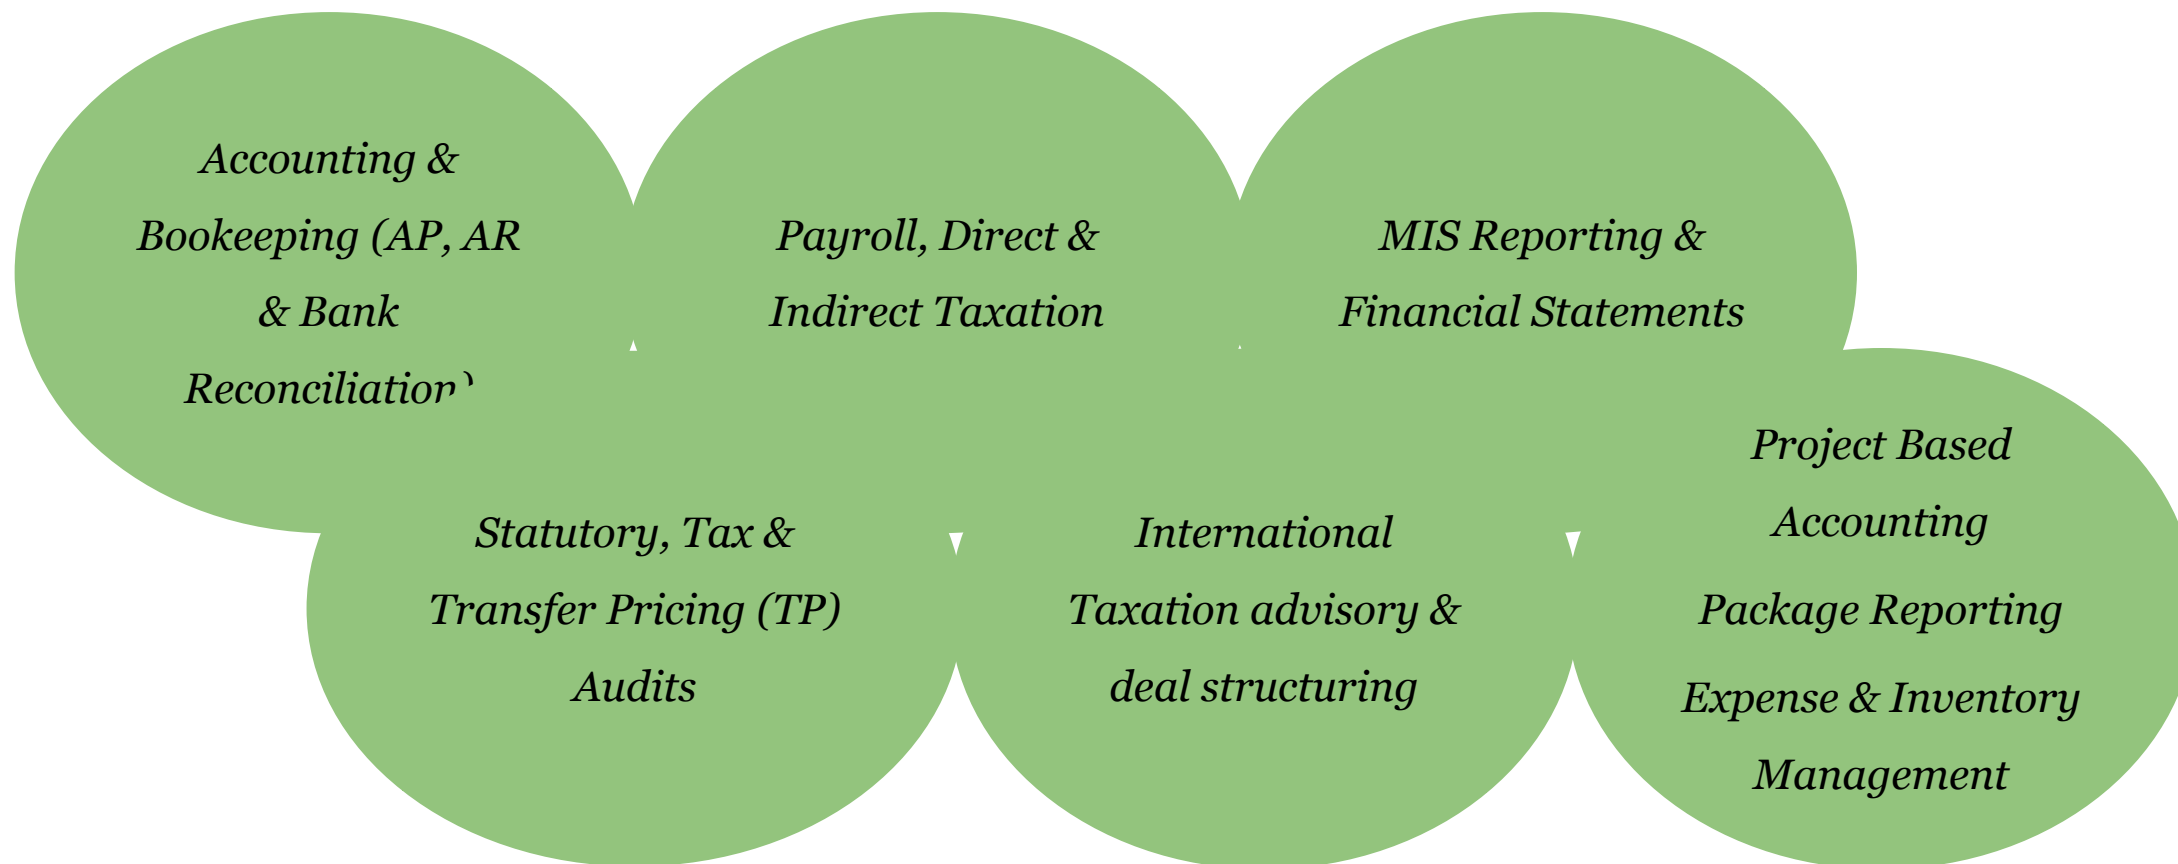 Accounting &
Bookeeping (AP, AR
& Bank
Reconciliation)
Payroll, Direct &
Indirect Taxation
MIS Reporting &
Financial Statements
Statutory, Tax &
Transfer Pricing (TP)
Audits
International
Taxation advisory &
deal structuring
Project Based
Accounting
Package Reporting
Expense & Inventory
Management